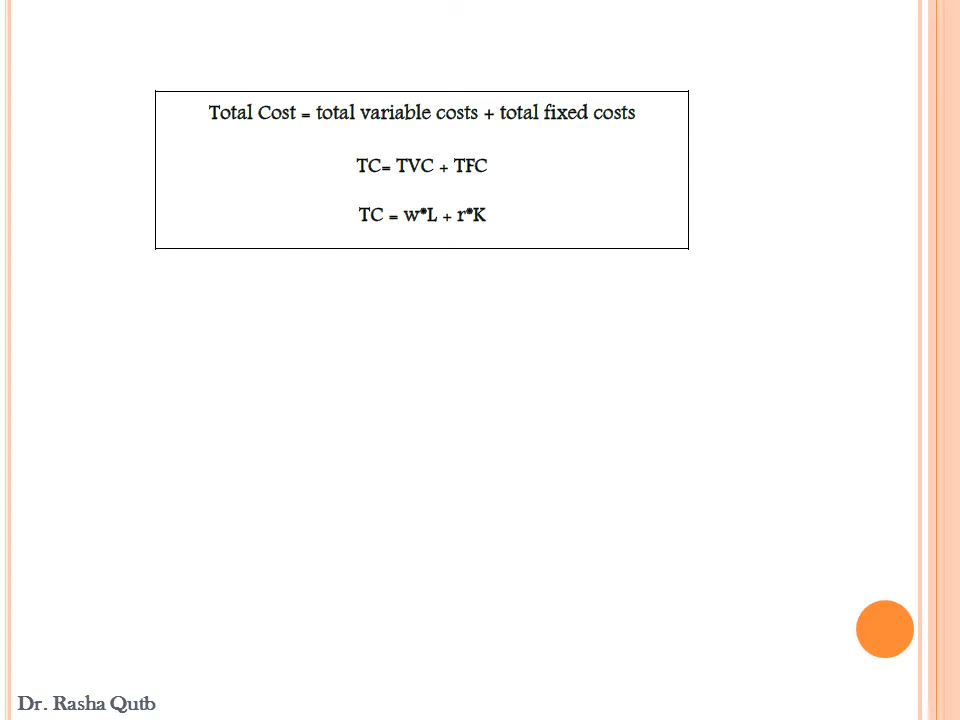 Total Cost = total variable costs + total fixed costs
TC= TVC + TFC
TC = w*L + r*K
Dr. Rasha Qutb